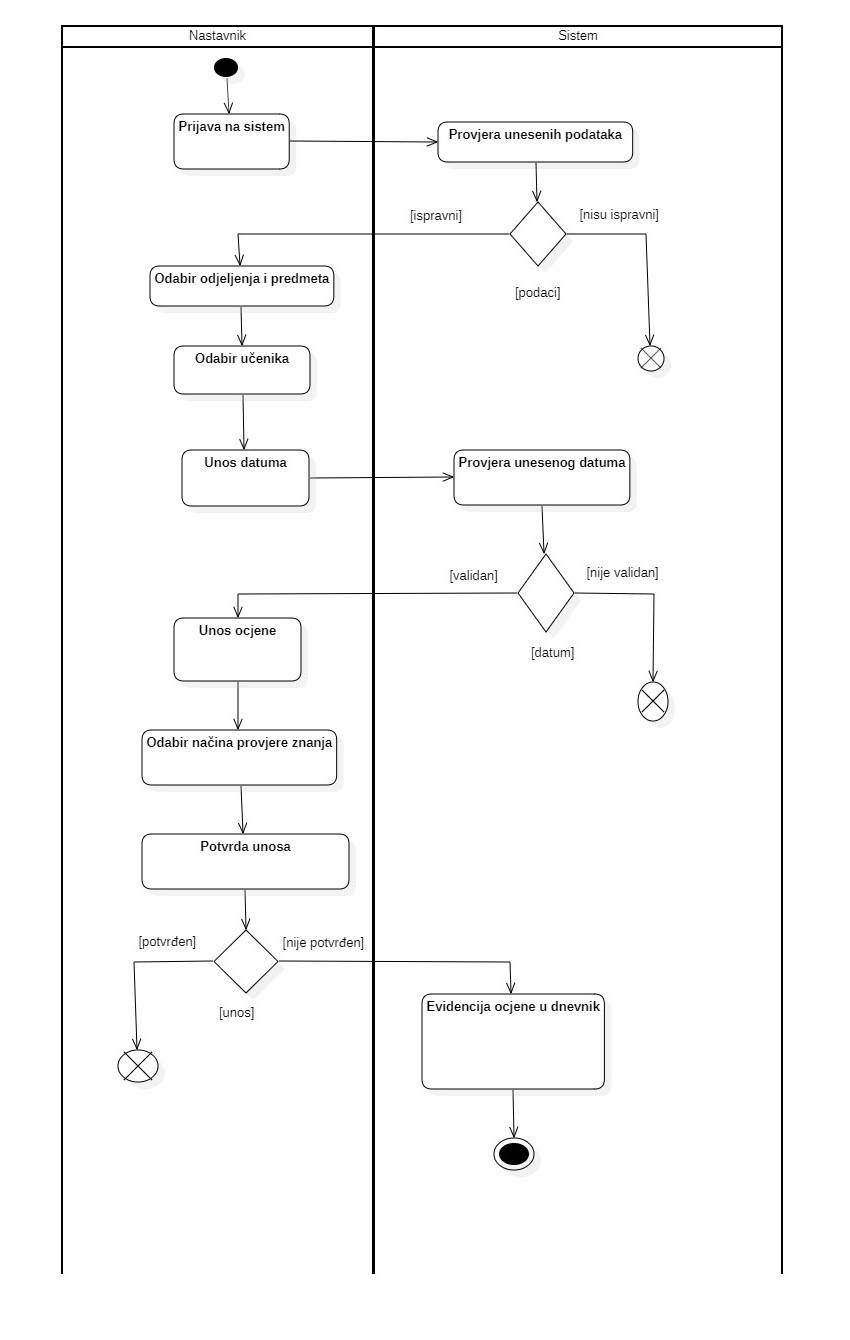 Nastavnik
Sistem
Prijava na sistem
Provjera unesenih podataka
[ispravni]
[nisu ispravni]
Odabir odjeljenja i predmeta
[podaci]
Odabir učenika
Unos datuma
Provjera unesenog datuma
[validan]
[nije validan]
Unos ocjene
[datum]
Odabir načina provjere znanja
Potvrda unosa
[potvrđen]
[nije potvrđen]
[unos]
Evidencija ocjene u dnevnik